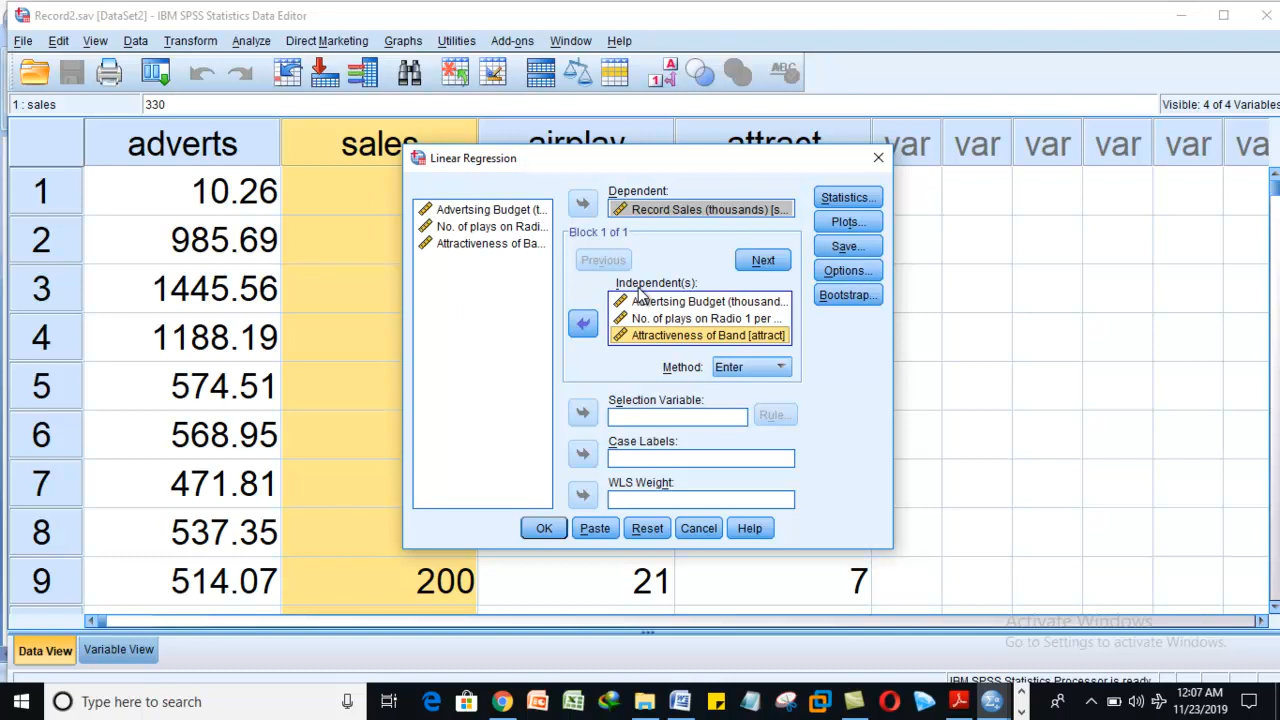 Record2.sav [DataSet2] - IBM SPSS Statistics Data Editor
File Edit View Data Transform Analyze Direct Marketing Graphs Utilities Add-ons Window Help
1 : sales 330 Visible: 4 of 4 Variables
adverts sales airplay attract var var var var var va
Linear Regression
1 10.26
2 985.69
3 1445.56
4 1188.19
5 574.51
6 568.95
7 471.81
8 537.35
9 514.07 200 21 7
Advertsing Budget (t...
No. of plays on Radi...
Attractiveness of Ba...
Dependent:
Record Sales (thousands) [s...
Block 1 of 1
Previous Next
Independent(s):
Advertsing Budget (thousand...
No. of plays on Radio 1 per ...
Attractiveness of Band [attract]
Method: Enter
Selection Variable:
Rule...
Case Labels:
WLS Weight:
Statistics...
Plots...
Save...
Options...
Bootstrap...
OK Paste Reset Cancel Help
Activate Windows
Go to Settings to activate Windows.
Data View Variable View
IBM SPSS Statistics Processor is ready
Type here to search
12:07 AM
11/23/2019